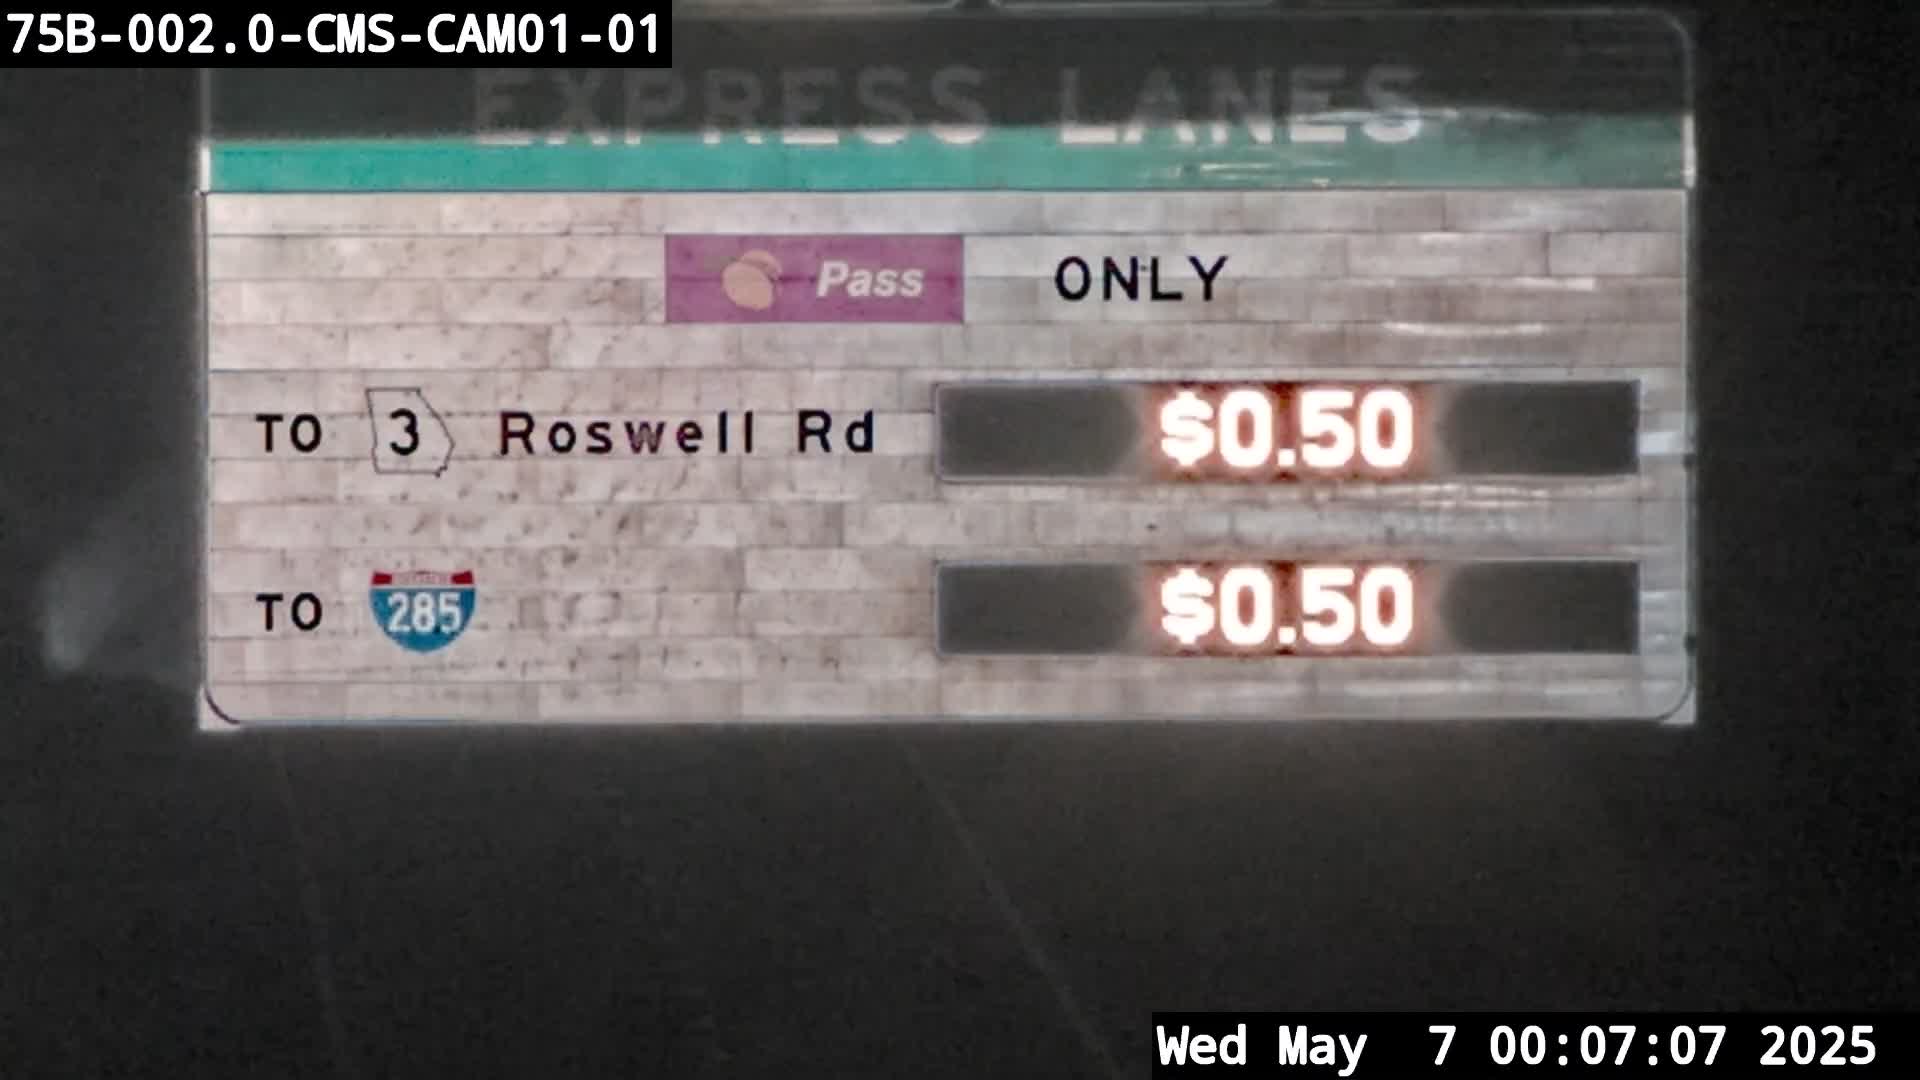 75B-002.0-CMS-CAM01-01
EXPRESS LANES
Pass ONLY
TO 3 Roswell Rd $0.50
TO 285 $0.50
Wed May 7 00:07:07 2025